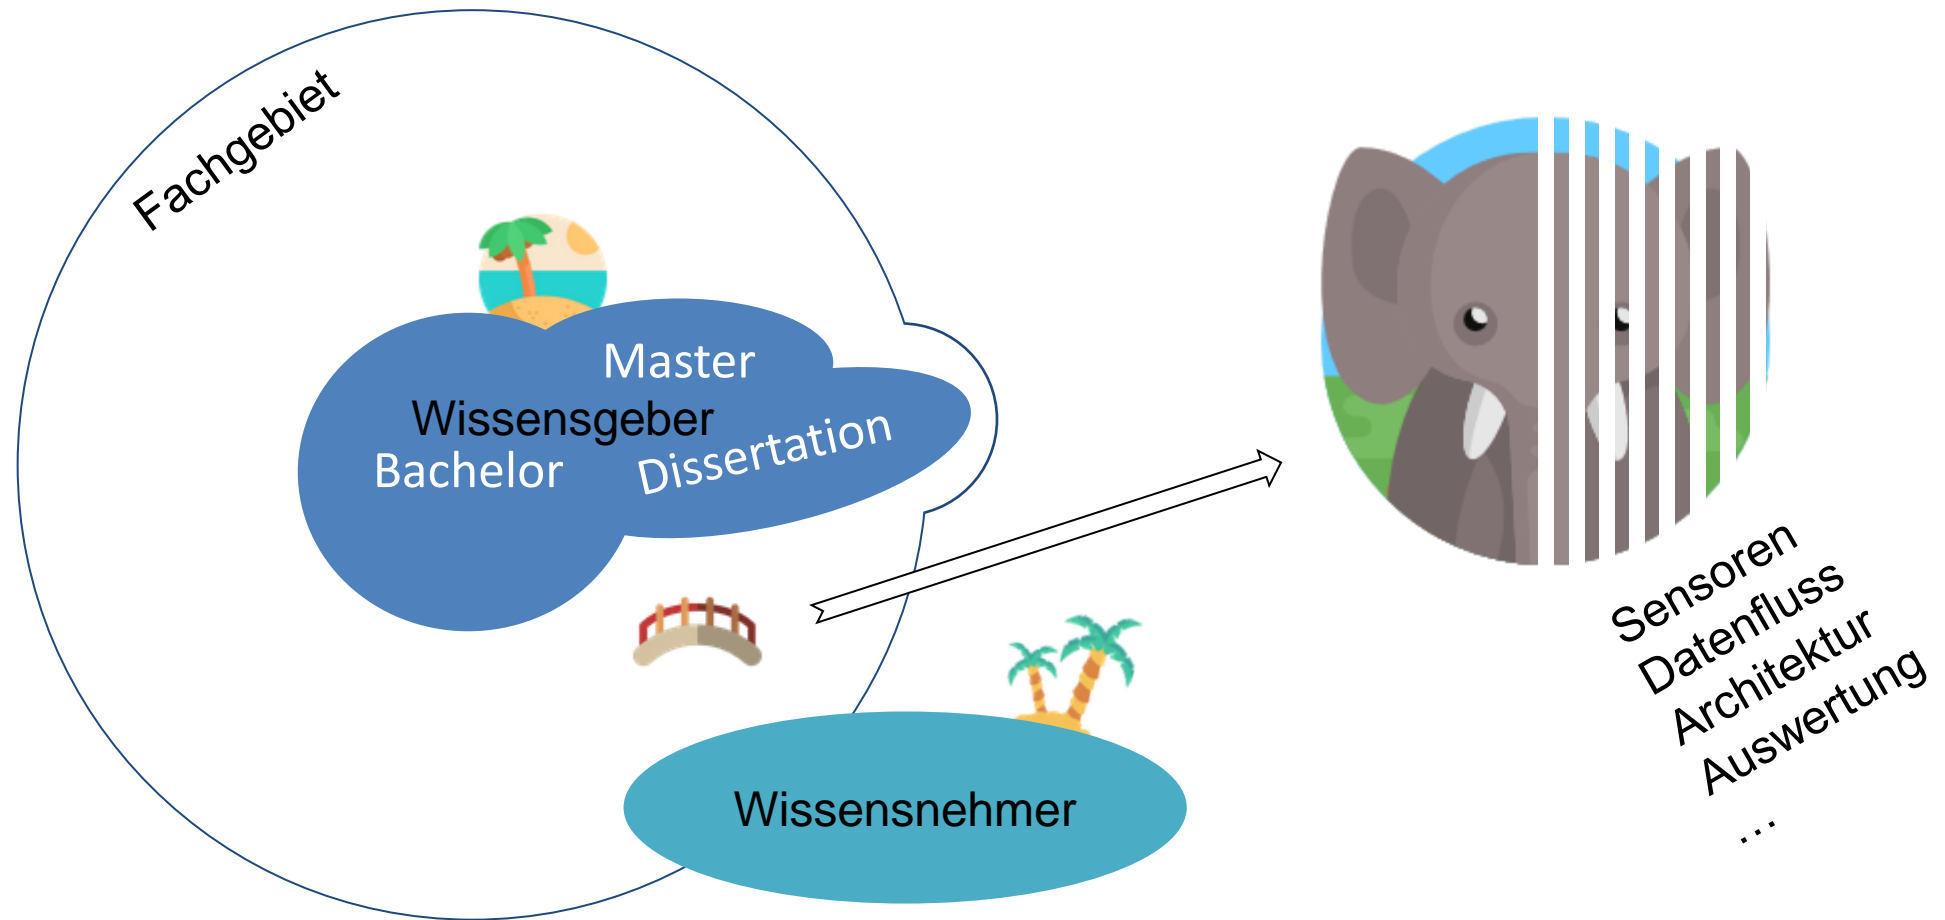 Fachgebiet
Master
Wissensgeber
Bachelor
Dissertation
Wissensnehmer
Sensoren
Datenfluss
Architektur
Auswertung
…